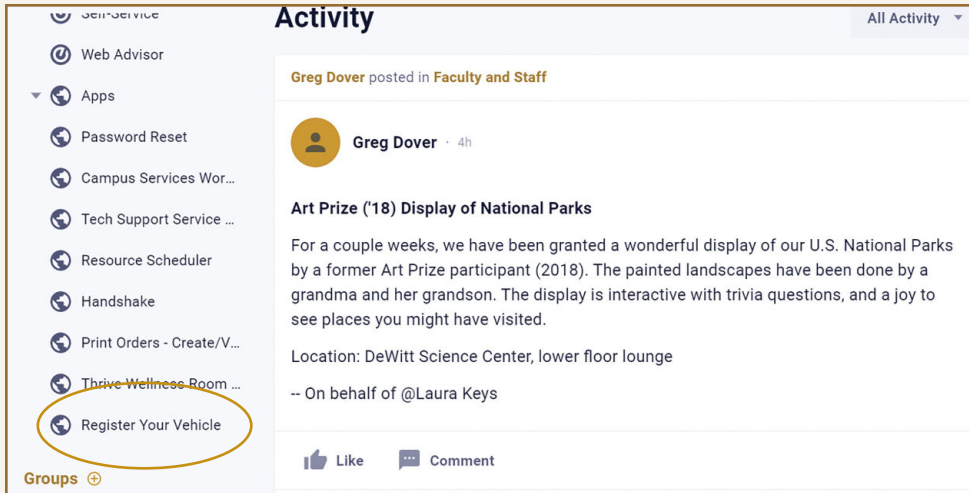 Self-Service
Web Advisor
Apps
Password Reset
Campus Services Wor...
Tech Support Service ...
Resource Scheduler
Handshake
Print Orders - Create/V...
Thrive Wellness Room ...
Register Your Vehicle
Groups
Activity
All Activity
Greg Dover posted in Faculty and Staff
Greg Dover · 4h
Art Prize ('18) Display of National Parks
For a couple weeks, we have been granted a wonderful display of our U.S. National Parks
by a former Art Prize participant (2018). The painted landscapes have been done by a
grandma and her grandson. The display is interactive with trivia questions, and a joy to
see places you might have visited.
Location: DeWitt Science Center, lower floor lounge
-- On behalf of @Laura Keys
Like
Comment